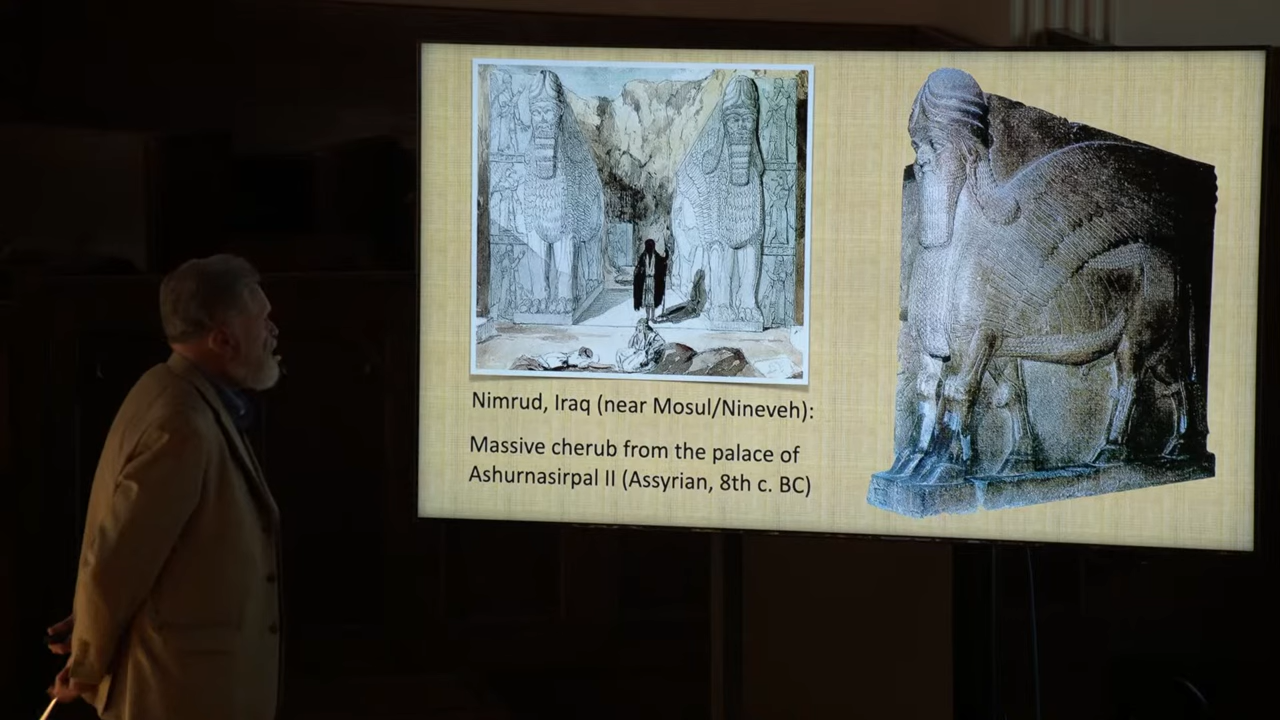 Nimrud, Iraq (near Mosul/Nineveh):
Massive cherub from the palace of
Ashurnasirpal II (Assyrian, 8th c. BC)